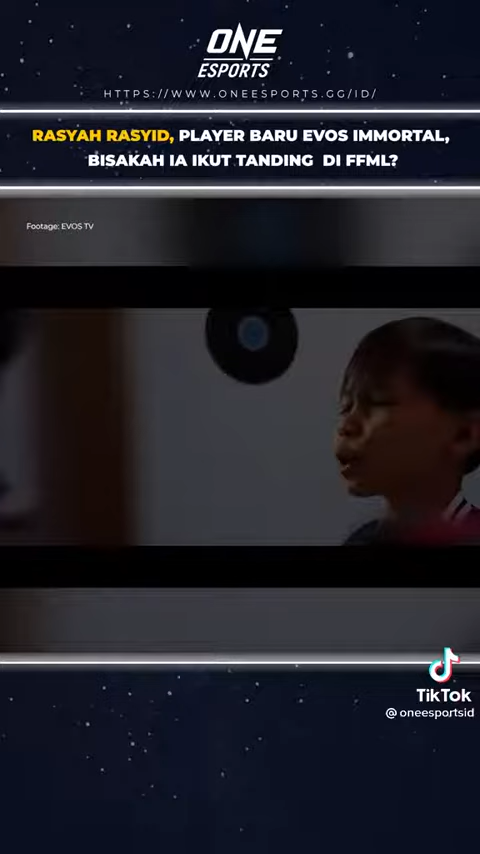 ONE
ESPORTS
HTTPS://WWW.ONEESPORTS.GG/ID/
RASYAH RASYID, PLAYER BARU EVOS IMMORTAL,
BISAKAH IA IKUT TANDING DI FFML?
Footage: EVOS TV
TikTok
@ oneesportsid